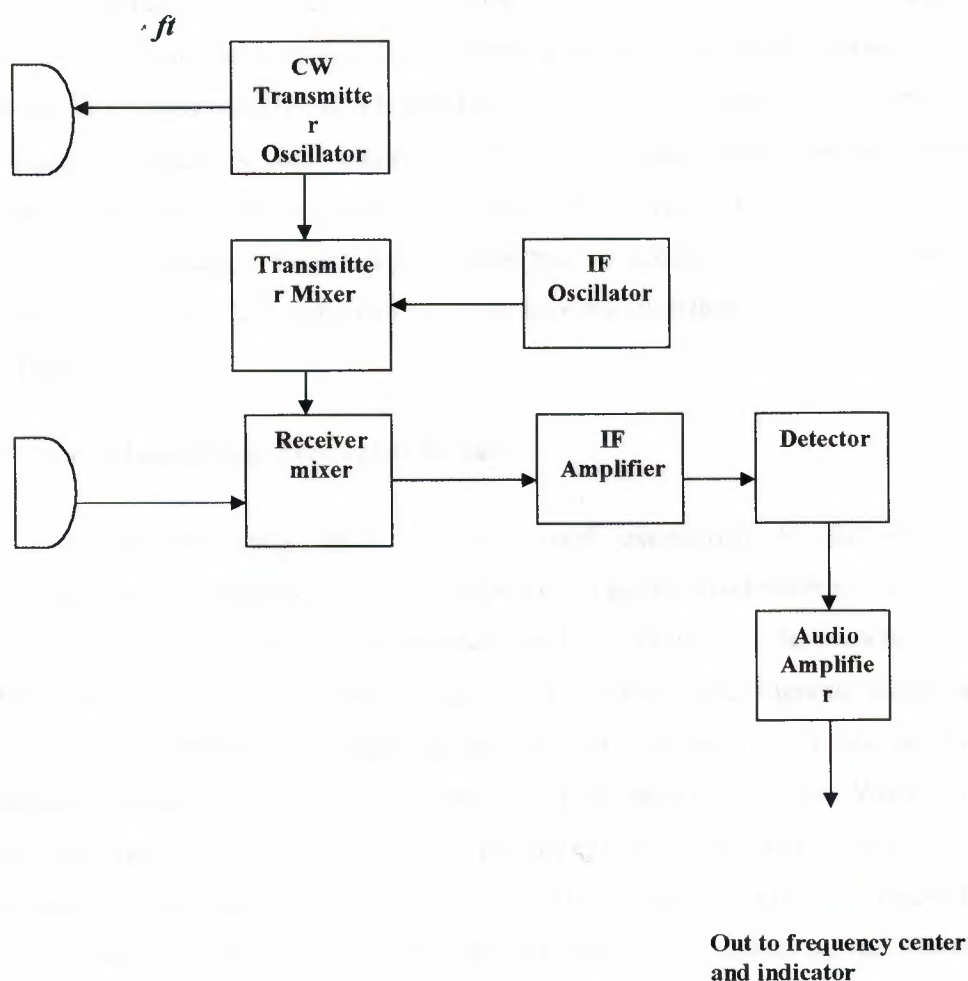 ft
CW
Transmitte
r
Oscillator
Transmitte
r Mixer
IF
Oscillator
Receiver
mixer
IF
Amplifier
Detector
Audio
Amplifie
r
Out to frequency center
and indicator